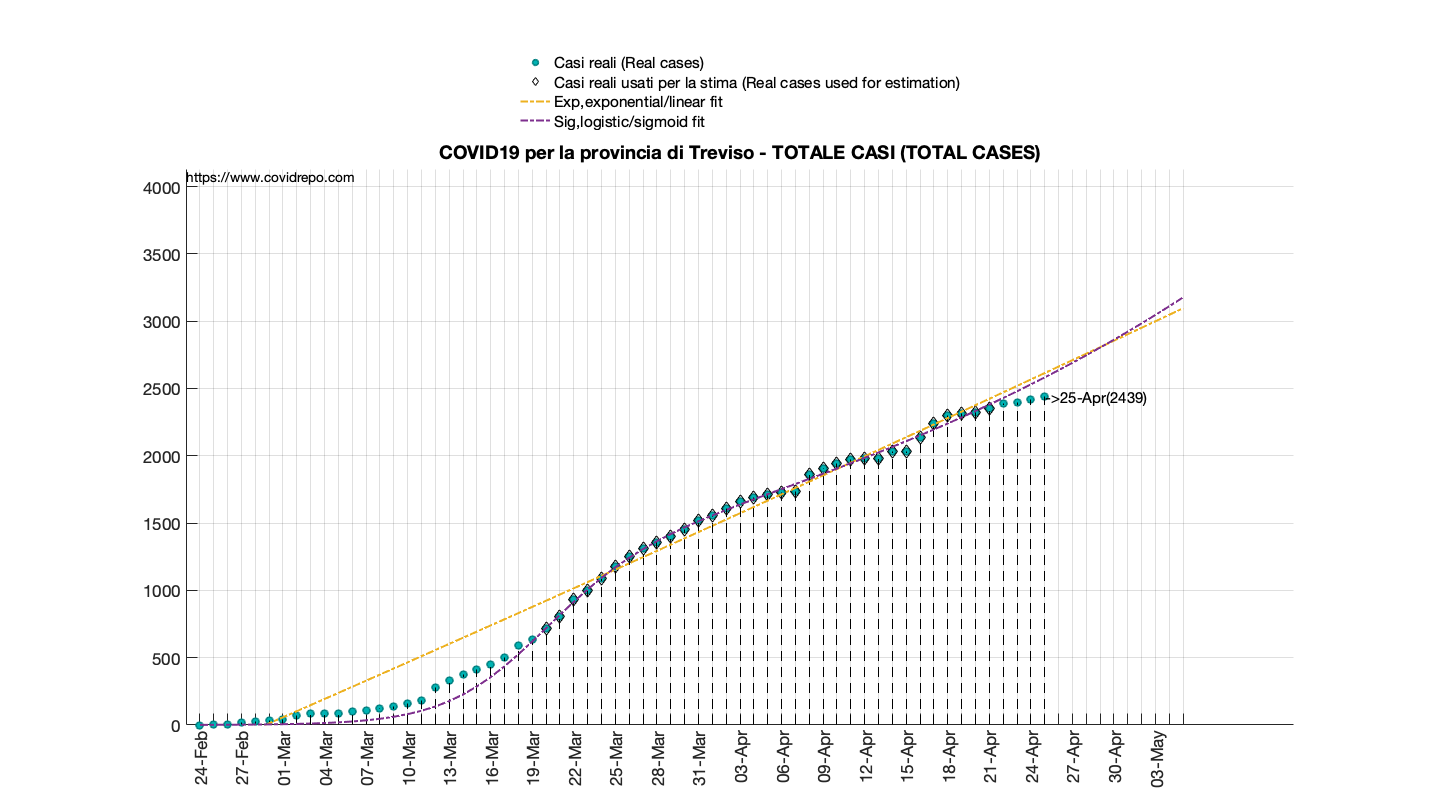 Casi reali (Real cases)
Casi reali usati per la stima (Real cases used for estimation)
Exp,exponential/linear fit
Sig,logistic/sigmoid fit
COVID19 per la provincia di Treviso - TOTALE CASI (TOTAL CASES)
https://www.covidrepo.com
4000
3500
3000
2500
2000
1500
1000
500
0
->25-Apr(2439)
24-Feb
27-Feb
01-Mar
04-Mar
07-Mar
10-Mar
13-Mar
16-Mar
19-Mar
22-Mar
25-Mar
28-Mar
31-Mar
03-Apr
06-Apr
09-Apr
12-Apr
15-Apr
18-Apr
21-Apr
24-Apr
27-Apr
30-Apr
03-May